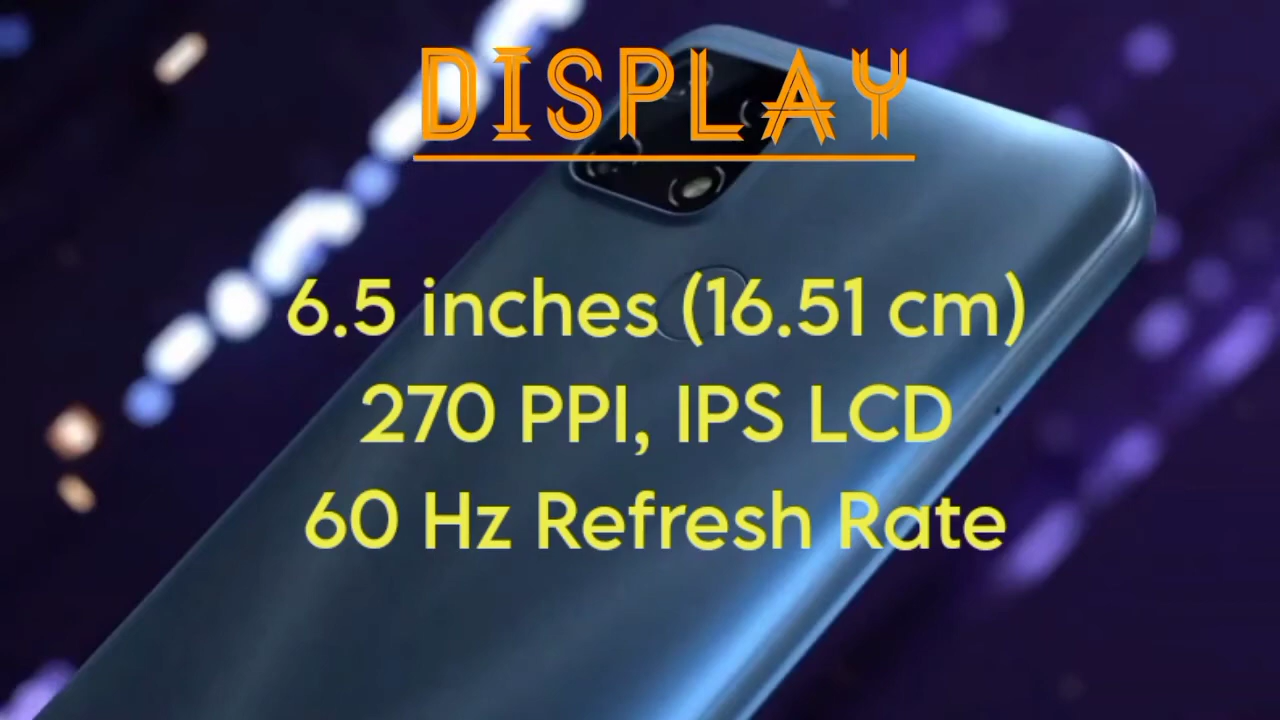 DISPLAY
6.5 inches (16.51 cm)
270 PPI, IPS LCD
60 Hz Refresh Rate